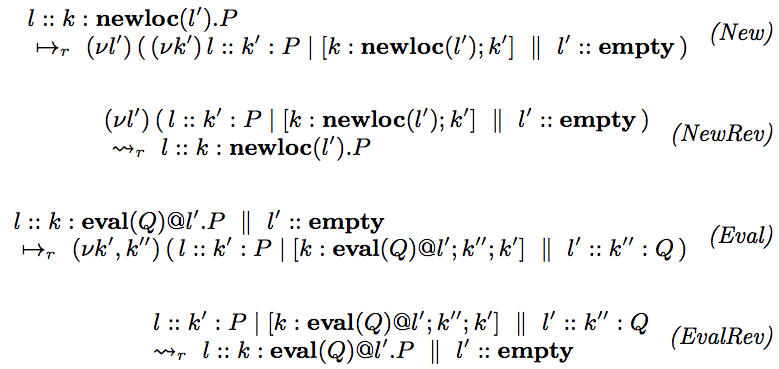 l :: k : newloc(l′).P
↦ᵣ (νl′) ( (νk′) l :: k′ : P | [k : newloc(l′); k′] ∥ l′ :: empty ) (New)
(νl′) ( l :: k′ : P | [k : newloc(l′); k′] ∥ l′ :: empty )
⇝ᵣ l :: k : newloc(l′).P (NewRev)
l :: k : eval(Q)@l′.P ∥ l′ :: empty
↦ᵣ (νk′, k″) ( l :: k′ : P | [k : eval(Q)@l′; k″; k′] ∥ l′ :: k″ : Q ) (Eval)
l :: k′ : P | [k : eval(Q)@l′; k″; k′] ∥ l′ :: k″ : Q
⇝ᵣ l :: k : eval(Q)@l′.P ∥ l′ :: empty (EvalRev)